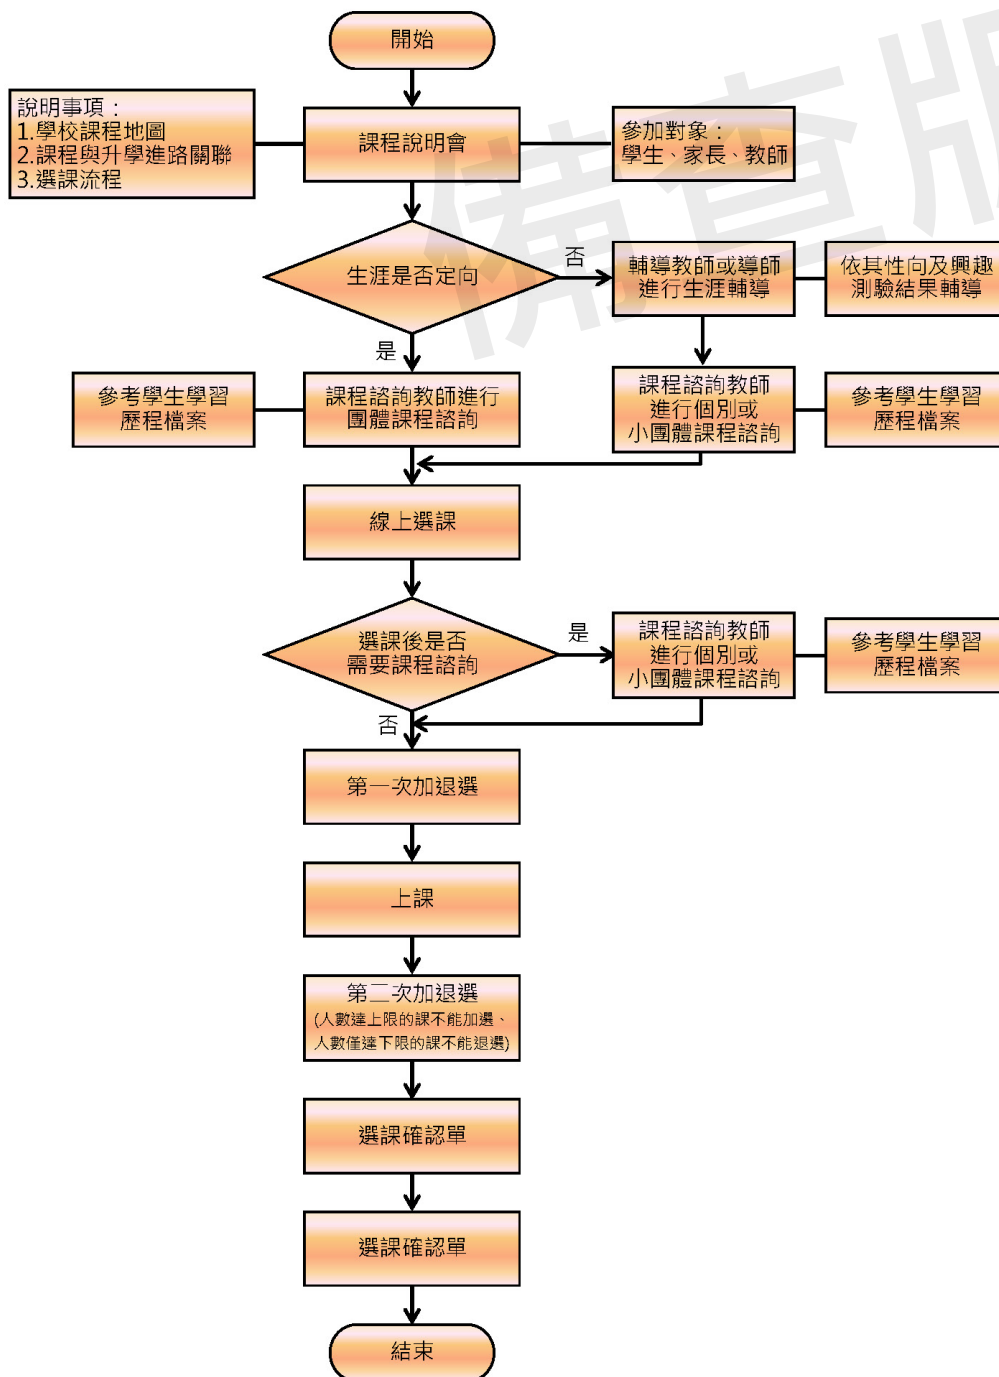 開始
說明事項：
1.學校課程地圖
2.課程與升學進路關聯
3.選課流程
課程說明會
參加對象：
學生、家長、教師
生涯是否定向
否
輔導教師或導師
進行生涯輔導
依其性向及興趣
測驗結果輔導
是
參考學生學習
歷程檔案
課程諮詢教師進行
團體課程諮詢
課程諮詢教師
進行個別或
小團體課程諮詢
參考學生學習
歷程檔案
線上選課
選課後是否
需要課程諮詢
是
課程諮詢教師
進行個別或
小團體課程諮詢
參考學生學習
歷程檔案
否
第一次加退選
上課
第二次加退選
(人數達上限的課不能加選、
人數僅達下限的課不能退選)
選課確認單
選課確認單
結束
備查版